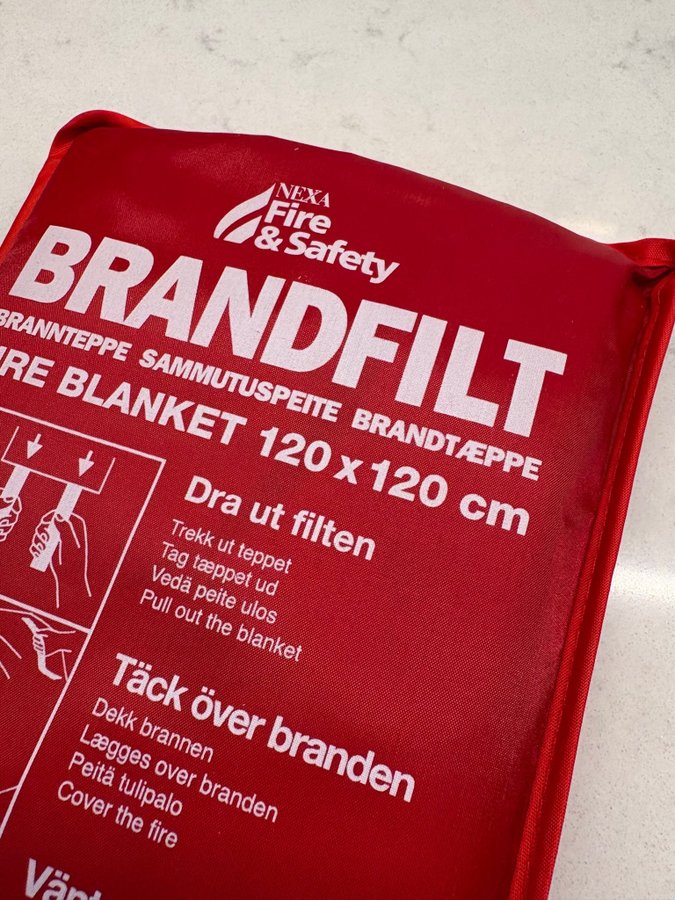 NEXA
Fire
& Safety
BRANDFILT
BRANNTEPPE SAMMUTUSPEITE BRANDTÆPPE
BLANKET 120 x 120 cm
Dra ut filten
Trekk ut teppet
Tag tæppet ud
Vedä peite ulos
Pull out the blanket
Täck över branden
Dekk brannen
Lægges over branden
Peitä tulipalo
Cover the fire